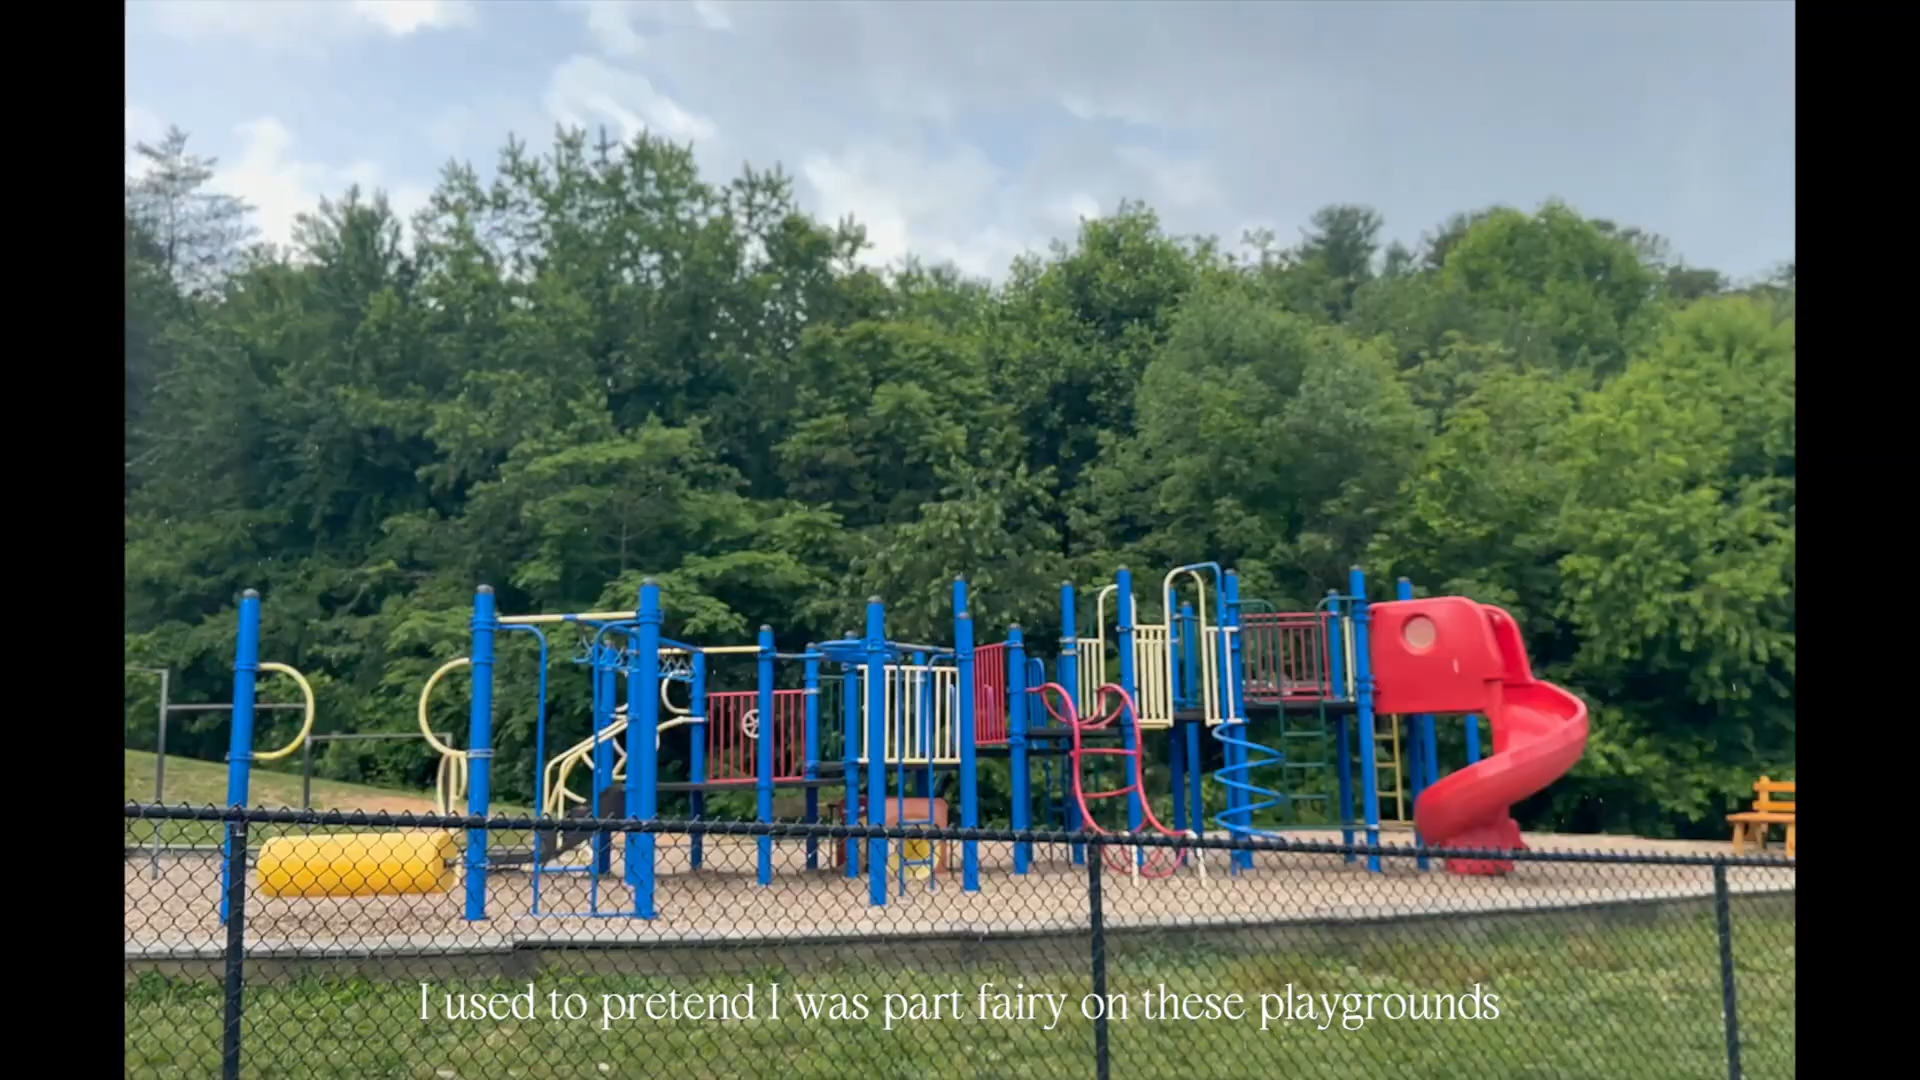 I used to pretend I was part fairy on these playgrounds